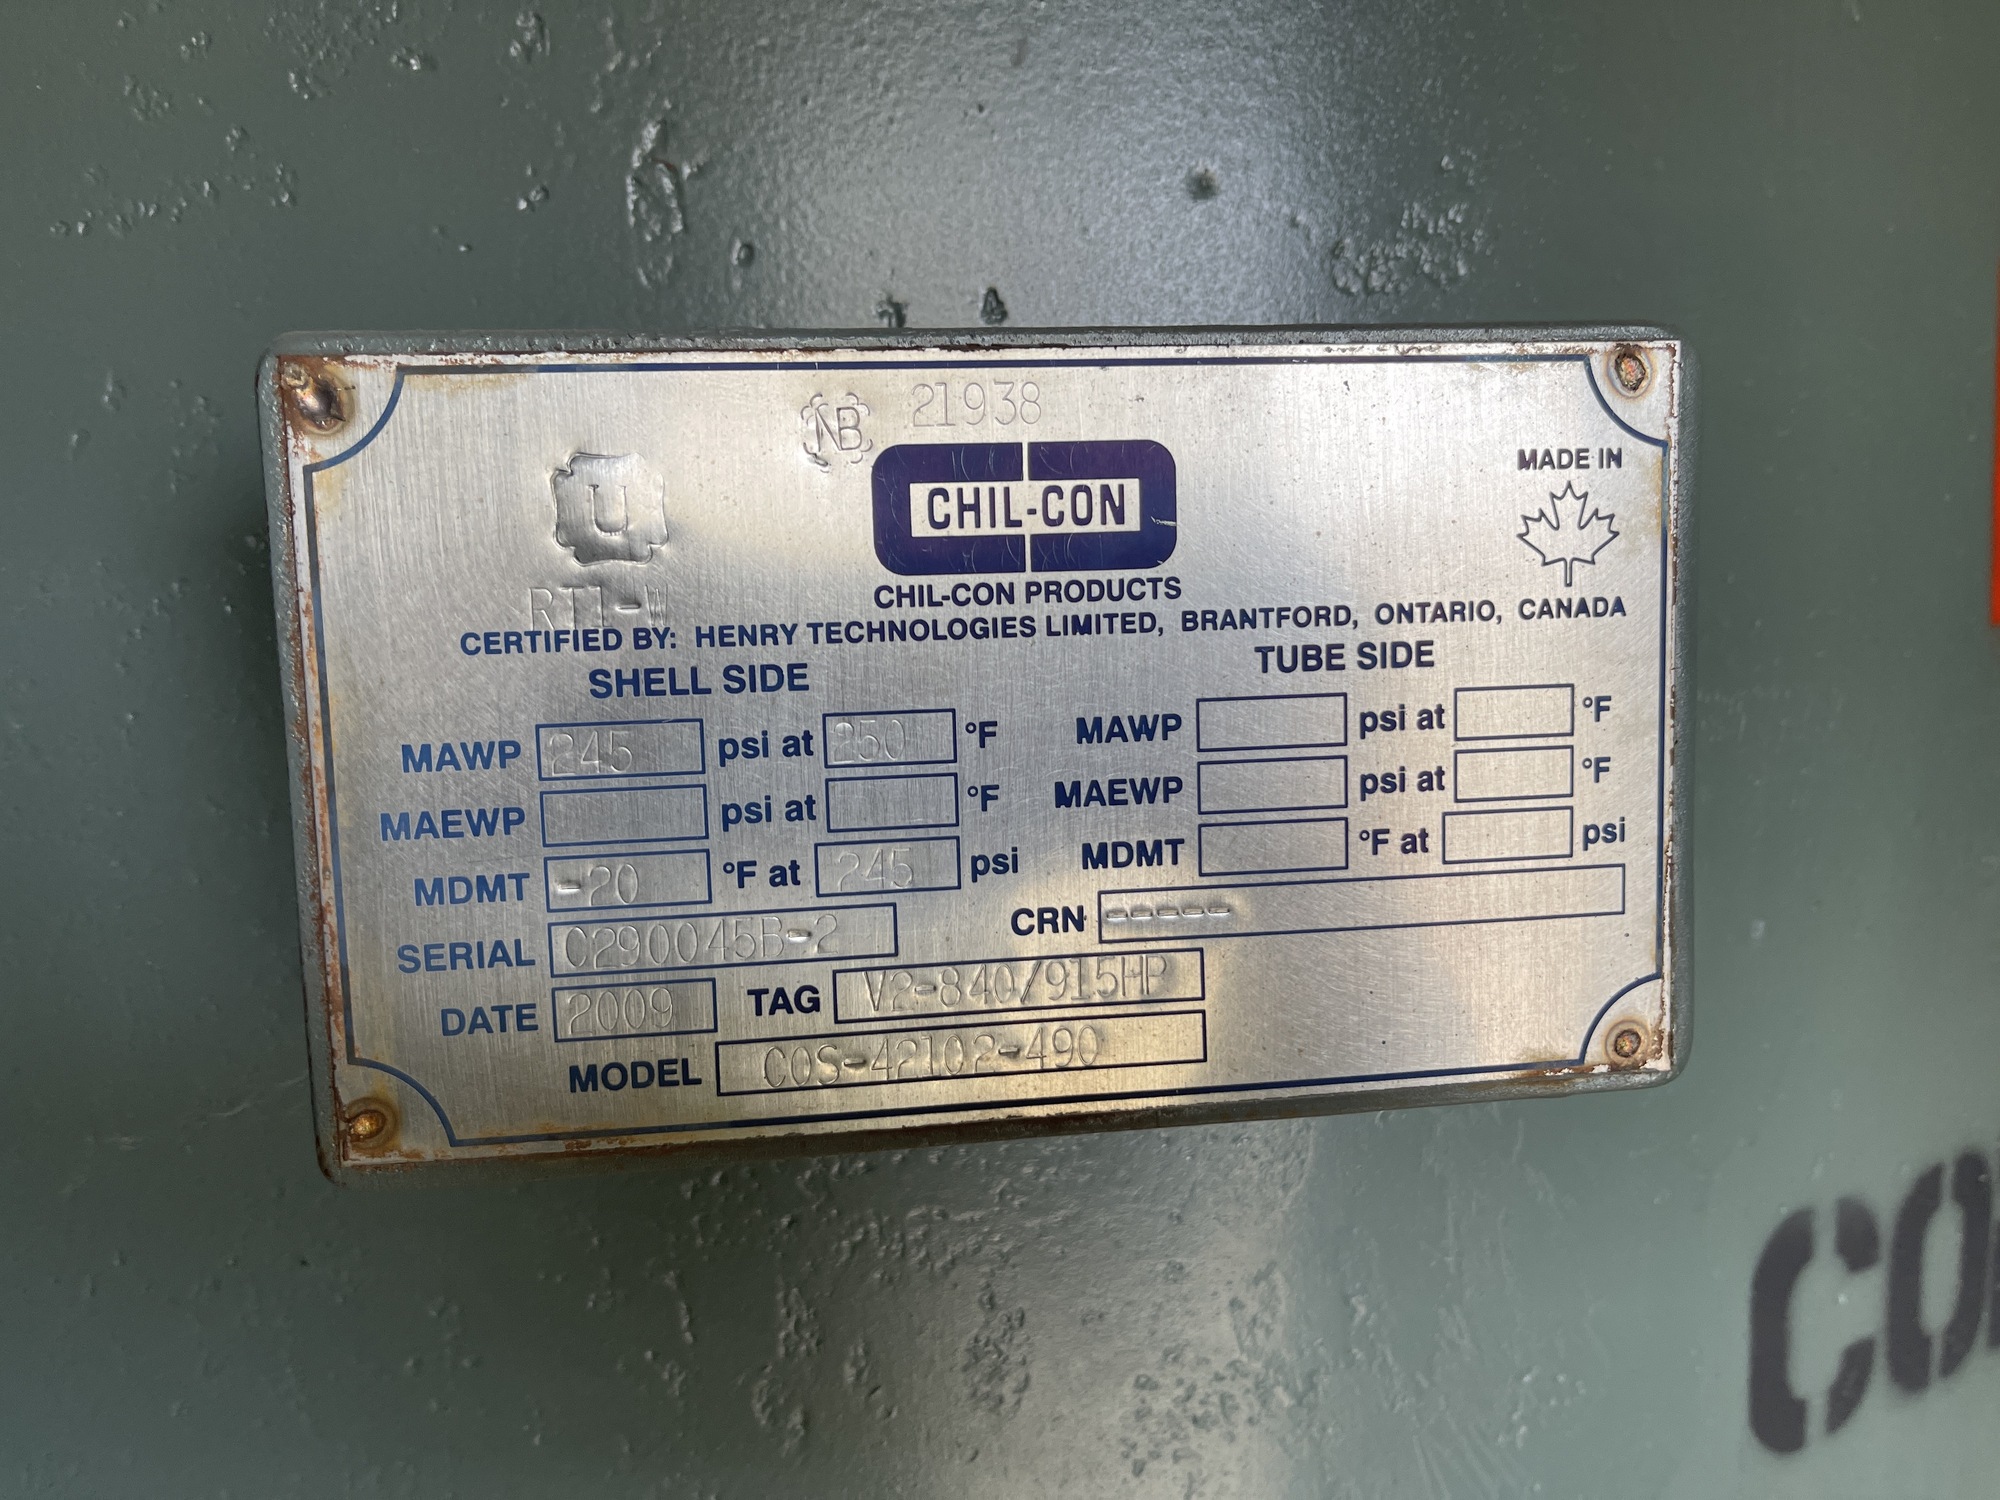 NB 21938
U
CHIL-CON
MADE IN
RT1-W
CHIL-CON PRODUCTS
CERTIFIED BY: HENRY TECHNOLOGIES LIMITED, BRANTFORD, ONTARIO, CANADA
SHELL SIDE
MAWP 245 psi at 250 °F
MAEWP psi at °F
MDMT -20 °F at 245 psi
TUBE SIDE
MAWP psi at °F
MAEWP psi at °F
MDMT °F at psi
SERIAL C290045B-2
CRN -----
DATE 2009 TAG V2-840/915HP
MODEL COS-42102-490